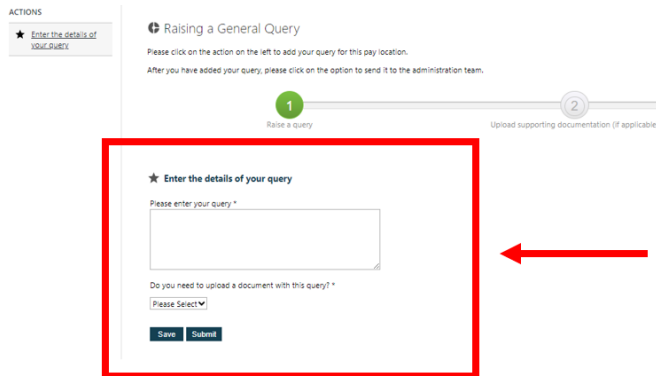 ACTIONS
Enter the details of
your query
Raising a General Query
Please click on the action on the left to add your query for this pay location.
After you have added your query, please click on the option to send it to the administration team.
1
2
Raise a query
Upload supporting documentation (if applicable
Enter the details of your query
Please enter your query *
Do you need to upload a document with this query? *
Please Select
Save
Submit